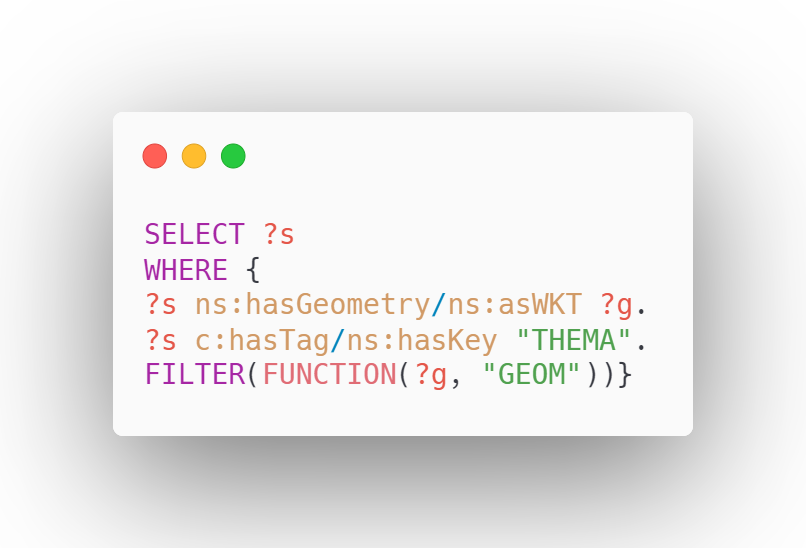 SELECT ?s
WHERE {
?s ns:hasGeometry/ns:asWKT ?g.
?s c:hasTag/ns:hasKey "THEMA".
FILTER(FUNCTION(?g, "GEOM"))}